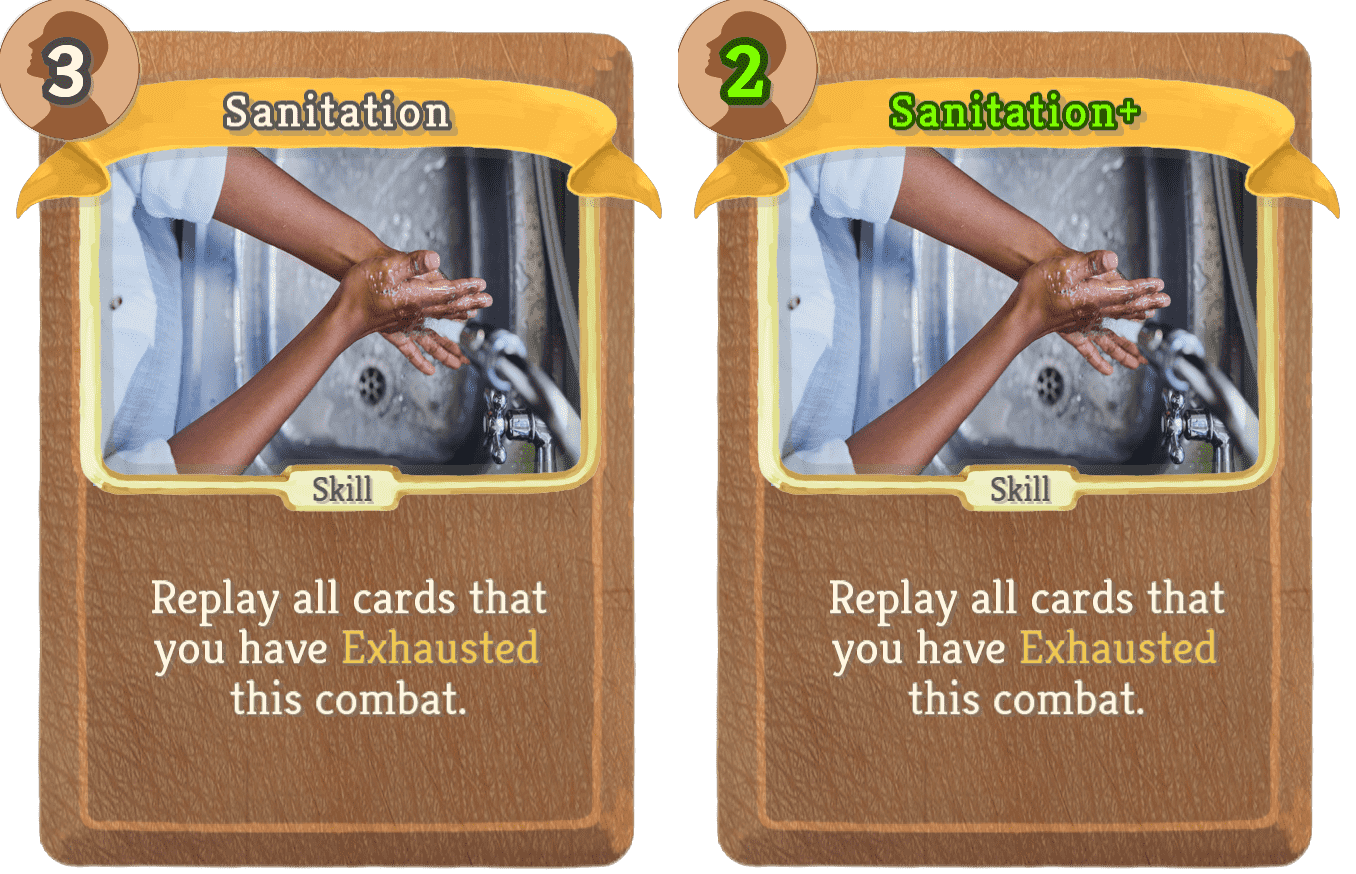 3
Sanitation
Skill
Replay all cards that
you have Exhausted
this combat.
2
Sanitation+
Skill
Replay all cards that
you have Exhausted
this combat.